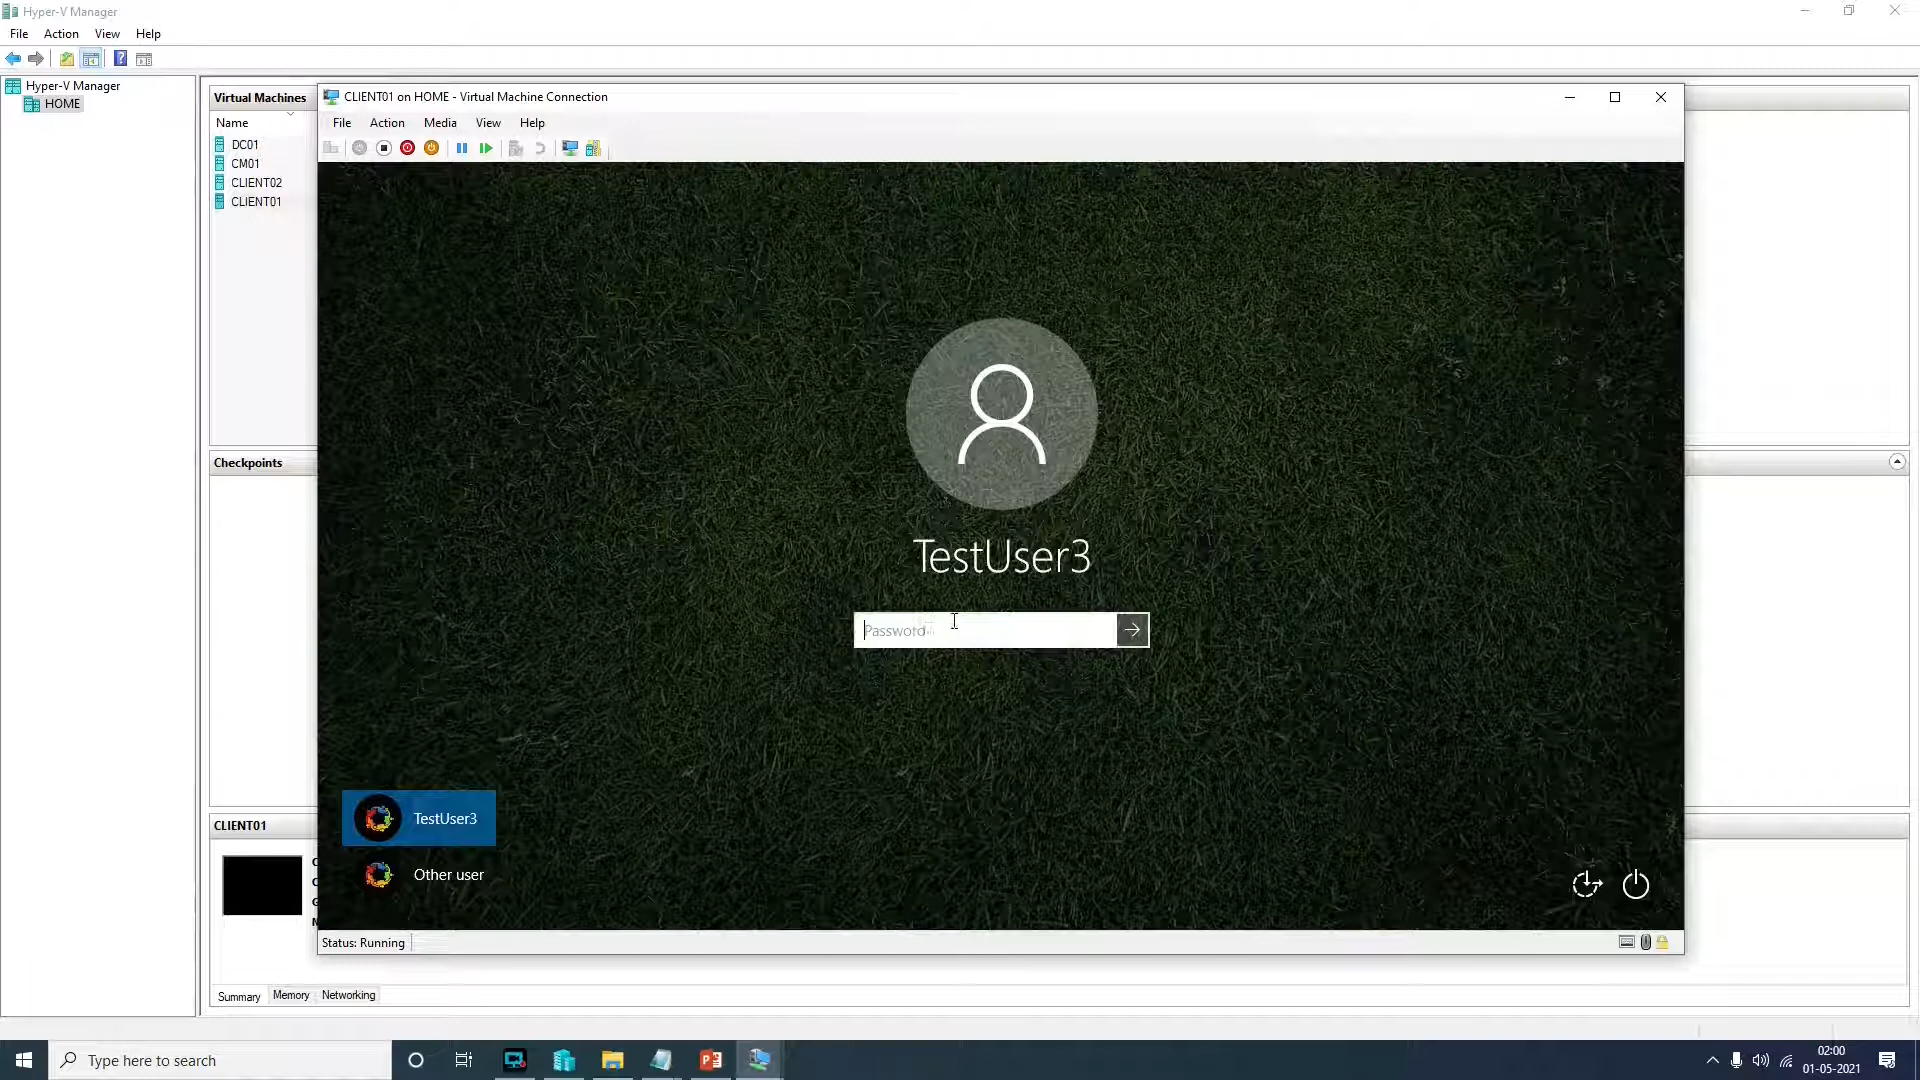 Hyper-V Manager
File Action View Help
Hyper-V Manager
HOME
Virtual Machines
Name
DC01
CM01
CLIENT02
CLIENT01
CLIENT01 on HOME - Virtual Machine Connection
File Action Media View Help
TestUser3
Password
TestUser3
Other user
Status: Running
Checkpoints
CLIENT01
Summary Memory Networking
Type here to search
02:00
01-05-2021